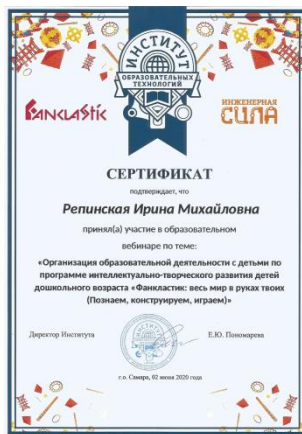 ИНСТИТУТ
ОБРАЗОВАТЕЛЬНЫХ
ТЕХНОЛОГИЙ
FANCLAStic
ИНЖЕНЕРНАЯ
СИЛА
СЕРТИФИКАТ
подтверждает, что
Репинская Ирина Михайловна
принял(а) участие в образовательном
вебинаре по теме:
«Организация образовательной деятельности с детьми по
программе интеллектуально-творческого развития детей
дошкольного возраста «Фанкластик: весь мир в руках твоих
(Познаем, конструируем, играем)»
Директор Института
Е.Ю. Пономарева
г.о. Самара, 02 июня 2020 года